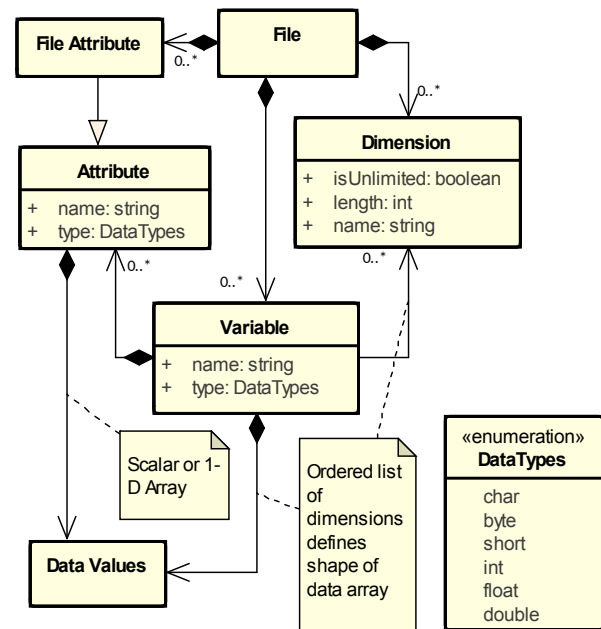 File Attribute
File
0..*
0..*
Dimension
+ isUnlimited: boolean
+ length: int
+ name: string
Attribute
+ name: string
+ type: DataTypes
0..*
0..*
0..*
Variable
+ name: string
+ type: DataTypes
Scalar or 1-
D Array
Ordered list
of
dimensions
defines
shape of
data array
«enumeration»
DataTypes
char
byte
short
int
float
double
Data Values